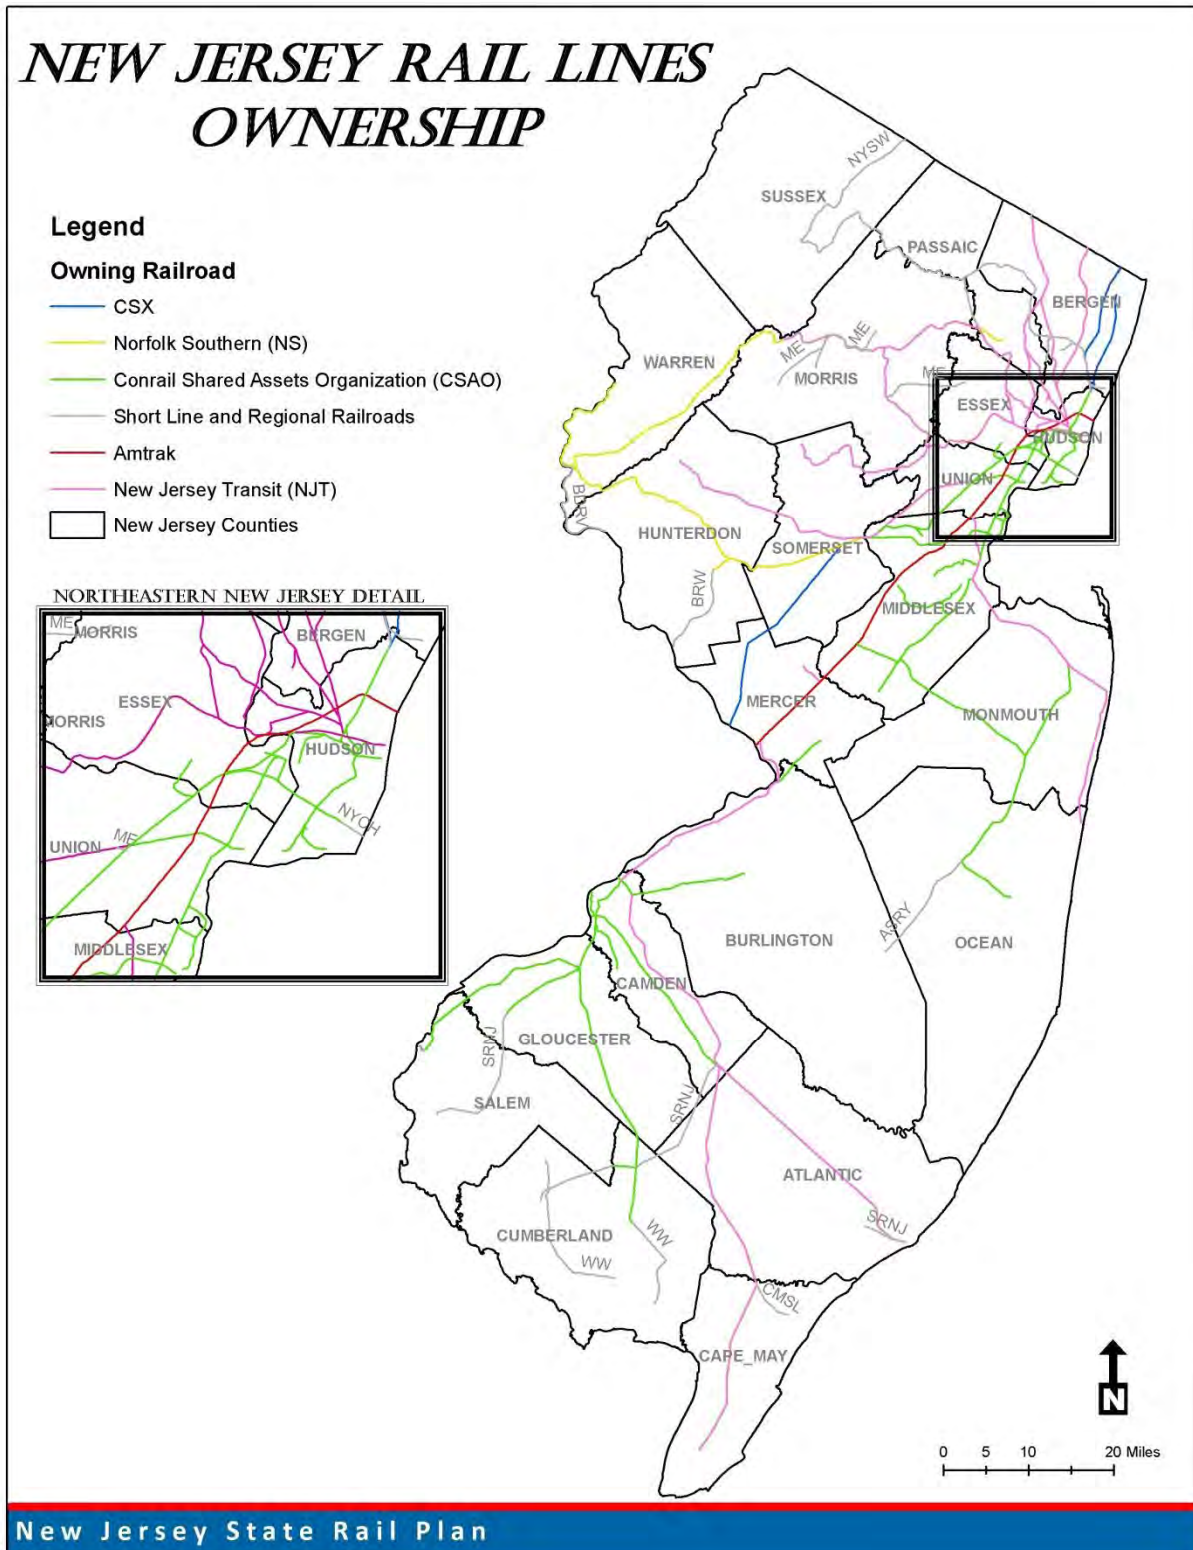 NEW JERSEY RAIL LINES
OWNERSHIP
Legend
Owning Railroad
CSX
Norfolk Southern (NS)
Conrail Shared Assets Organization (CSAO)
Short Line and Regional Railroads
Amtrak
New Jersey Transit (NJT)
New Jersey Counties
NYSW
SUSSEX
PASSAIC
BERGEN
ME
ME
WARREN
MORRIS
ME
ESSEX
HUDSON
UNION
BLRV
HUNTERDON
SOMERSET
BRW
MIDDLESEX
MERCER
MONMOUTH
ASRY
BURLINGTON
OCEAN
CAMDEN
SRNJ
GLOUCESTER
SALEM
SRNJ
ATLANTIC
SRNJ
CUMBERLAND
WW
WW
CMSL
CAPE_MAY
NORTHEASTERN NEW JERSEY DETAIL
ME
MORRIS
BERGEN
ESSEX
MORRIS
HUDSON
NYCH
ME
UNION
MIDDLESEX
N
0 5 10 20 Miles
New Jersey State Rail Plan